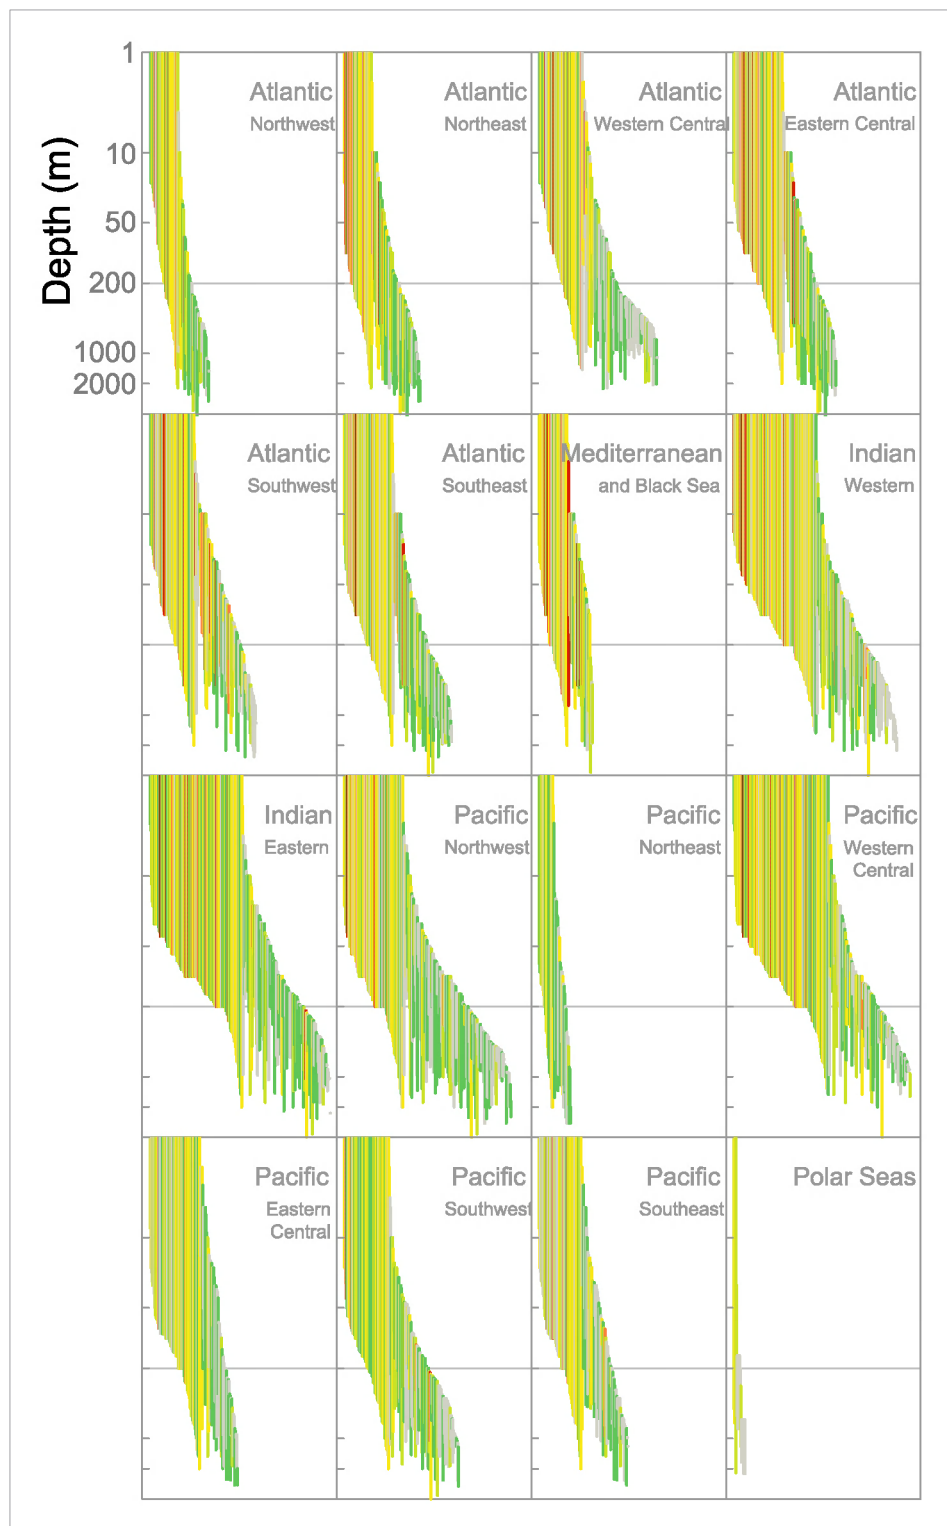 Depth (m)
1
10
50
200
1000
2000
Atlantic
Northwest
Atlantic
Northeast
Atlantic
Western Central
Atlantic
Eastern Central
Atlantic
Southwest
Atlantic
Southeast
Mediterranean
and Black Sea
Indian
Western
Indian
Eastern
Pacific
Northwest
Pacific
Northeast
Pacific
Western
Central
Pacific
Eastern
Central
Pacific
Southwest
Pacific
Southeast
Polar Seas